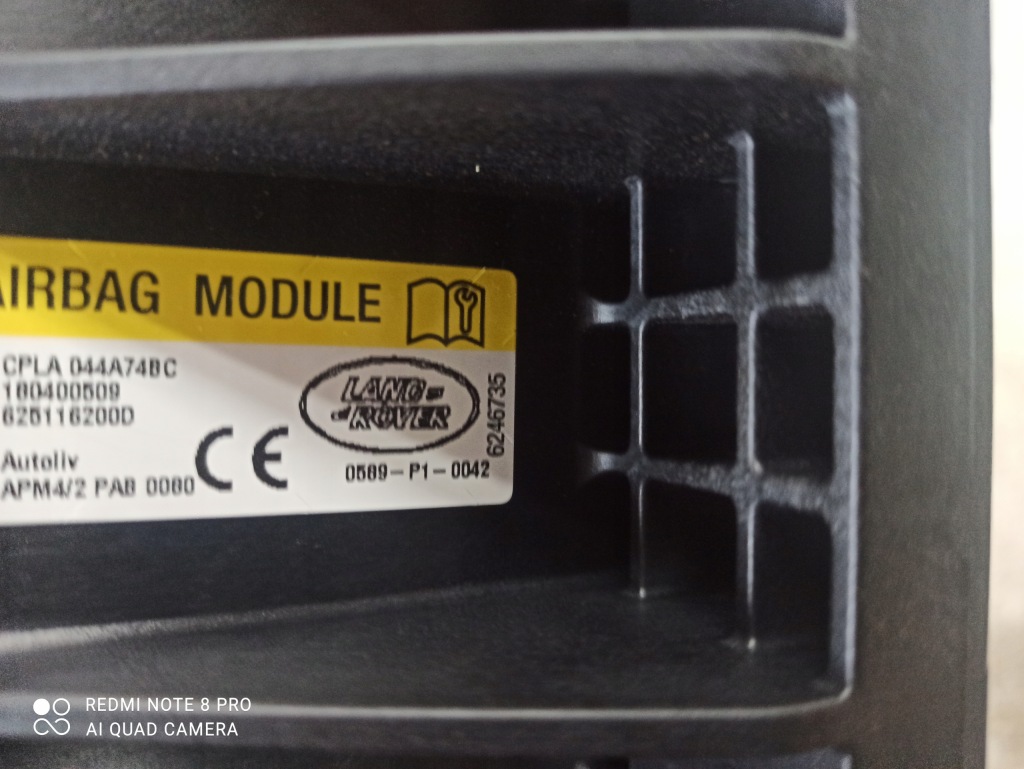 AIRBAG MODULE
CPLA 044A74BC
180400509
625116200D
LAND-
-ROVER
6246735
Autoliv
APM4/2 PAB 0080
CE
0589-P1-0042
REDMI NOTE 8 PRO
AI QUAD CAMERA